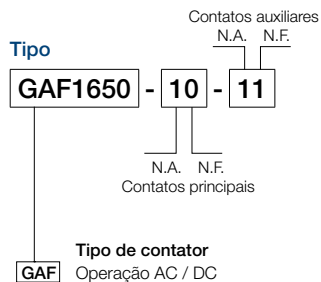 Contatos auxiliares
N.A. N.F.
Tipo
GAF1650 - 10 - 11
N.A. N.F.
Contatos principais
Tipo de contator
GAF Operação AC / DC